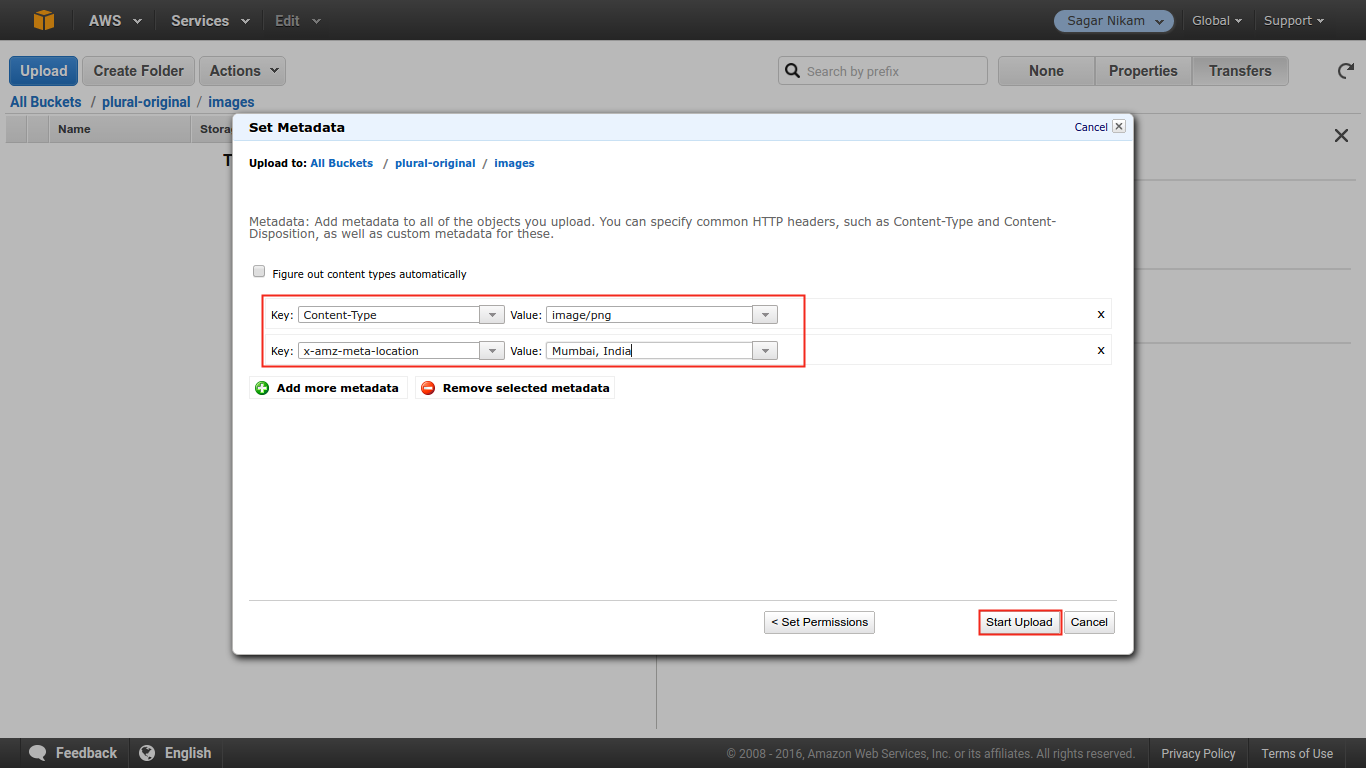 AWS Services Edit Sagar Nikam Global Support
Upload Create Folder Actions Search by prefix None Properties Transfers
All Buckets / plural-original / images
Name Stora
T
Set Metadata Cancel
Upload to: All Buckets / plural-original / images
Metadata: Add metadata to all of the objects you upload. You can specify common HTTP headers, such as Content-Type and Content-
Disposition, as well as custom metadata for these.
Figure out content types automatically
Key: Content-Type Value: image/png x
Key: x-amz-meta-location Value: Mumbai, India x
Add more metadata Remove selected metadata
< Set Permissions Start Upload Cancel
Feedback English © 2008 - 2016, Amazon Web Services, Inc. or its affiliates. All rights reserved. Privacy Policy Terms of Use